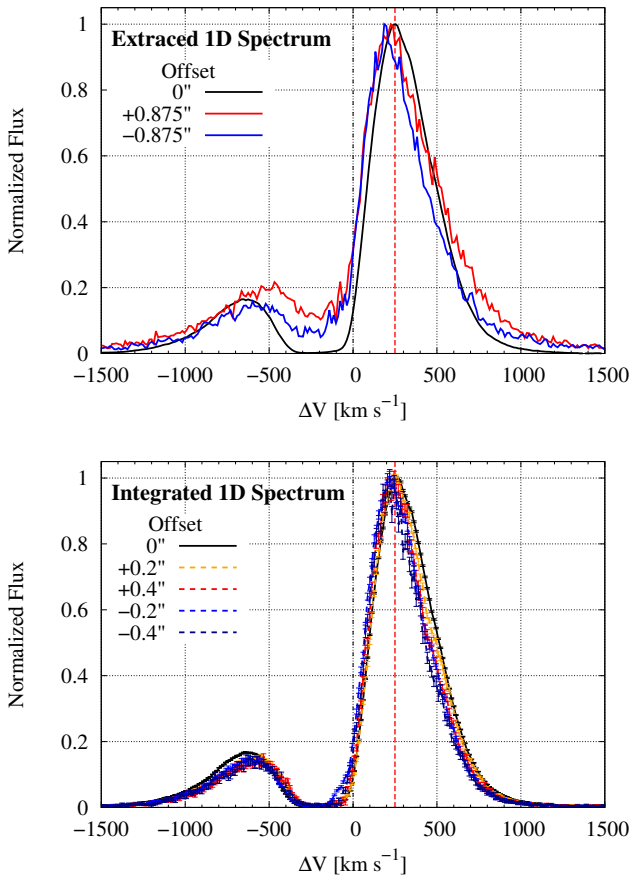 Extraced 1D Spectrum
Offset
0"
+0.875"
−0.875"
Normalized Flux
1
0.8
0.6
0.4
0.2
0
−1500 −1000 −500 0 500 1000 1500
ΔV [km s⁻¹]
Integrated 1D Spectrum
Offset
0"
+0.2"
+0.4"
−0.2"
−0.4"
Normalized Flux
1
0.8
0.6
0.4
0.2
0
−1500 −1000 −500 0 500 1000 1500
ΔV [km s⁻¹]